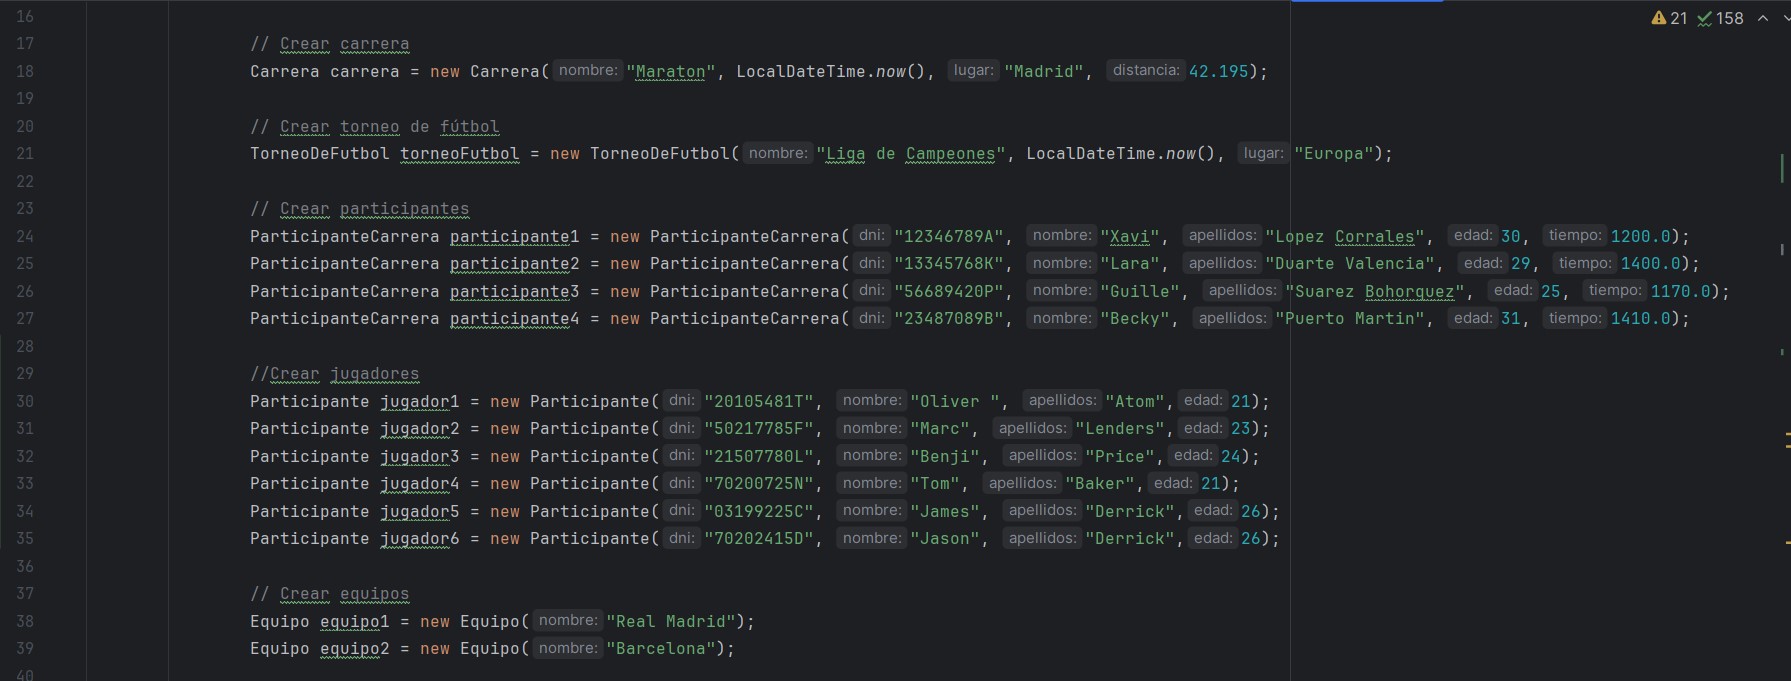 21 158
16
17 // Crear carrera
18 Carrera carrera = new Carrera( nombre: "Maraton", LocalDateTime.now(), lugar: "Madrid", distancia: 42.195);
19
20 // Crear torneo de fútbol
21 TorneoDeFutbol torneoFutbol = new TorneoDeFutbol( nombre: "Liga de Campeones", LocalDateTime.now(), lugar: "Europa");
22
23 // Crear participantes
24 ParticipanteCarrera participante1 = new ParticipanteCarrera( dni: "12346789A", nombre: "Xavi", apellidos: "Lopez Corrales", edad: 30, tiempo: 1200.0);
25 ParticipanteCarrera participante2 = new ParticipanteCarrera( dni: "13345768K", nombre: "Lara", apellidos: "Duarte Valencia", edad: 29, tiempo: 1400.0);
26 ParticipanteCarrera participante3 = new ParticipanteCarrera( dni: "56689420P", nombre: "Guille", apellidos: "Suarez Bohorquez", edad: 25, tiempo: 1170.0);
27 ParticipanteCarrera participante4 = new ParticipanteCarrera( dni: "23487089B", nombre: "Becky", apellidos: "Puerto Martin", edad: 31, tiempo: 1410.0);
28
29 //Crear jugadores
30 Participante jugador1 = new Participante( dni: "20105481T", nombre: "Oliver ", apellidos: "Atom", edad: 21);
31 Participante jugador2 = new Participante( dni: "50217785F", nombre: "Marc", apellidos: "Lenders", edad: 23);
32 Participante jugador3 = new Participante( dni: "21507780L", nombre: "Benji", apellidos: "Price", edad: 24);
33 Participante jugador4 = new Participante( dni: "70200725N", nombre: "Tom", apellidos: "Baker", edad: 21);
34 Participante jugador5 = new Participante( dni: "03199225C", nombre: "James", apellidos: "Derrick", edad: 26);
35 Participante jugador6 = new Participante( dni: "70202415D", nombre: "Jason", apellidos: "Derrick", edad: 26);
36
37 // Crear equipos
38 Equipo equipo1 = new Equipo( nombre: "Real Madrid");
39 Equipo equipo2 = new Equipo( nombre: "Barcelona");
40